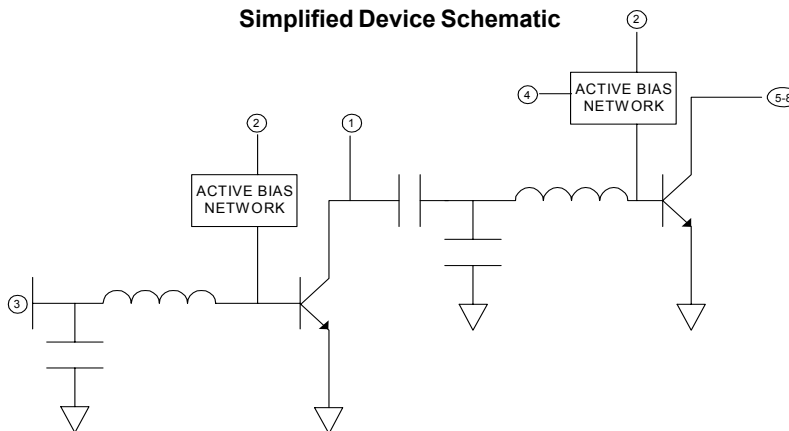 Simplified Device Schematic
2
4
ACTIVE BIAS
NETWORK
5-8
2
1
ACTIVE BIAS
NETWORK
3